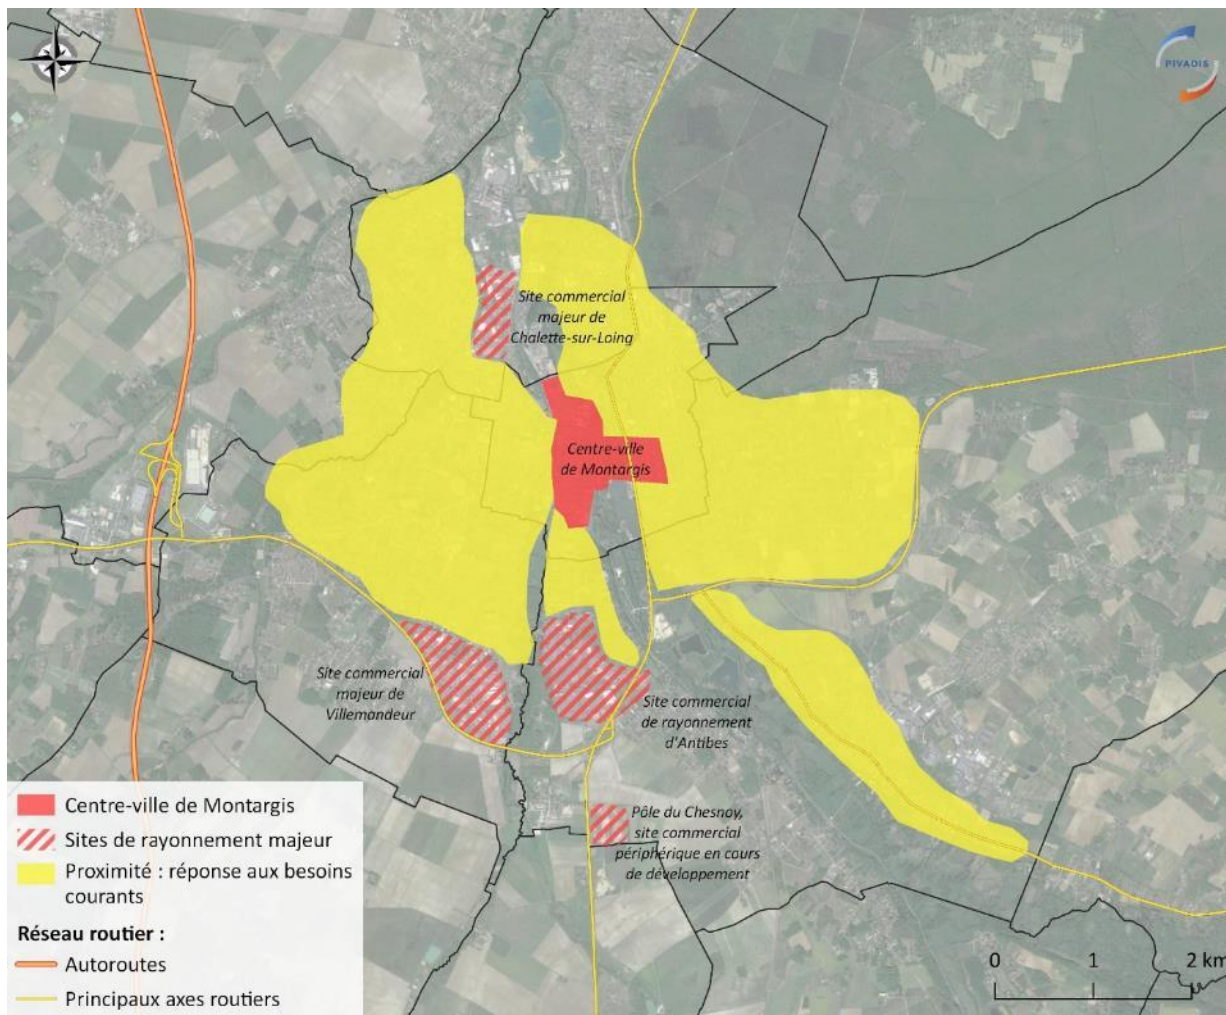 PIVADIS
Site commercial
majeur de
Chalette-sur-Loing
Centre-ville
de Montargis
Site commercial
majeur de
Villemandeur
Site commercial
de rayonnement
d'Antibes
Pôle du Chesnoy,
site commercial
périphérique en cours
de développement
Centre-ville de Montargis
Sites de rayonnement majeur
Proximité : réponse aux besoins
courants
Réseau routier :
Autoroutes
Principaux axes routiers
0 1 2 km